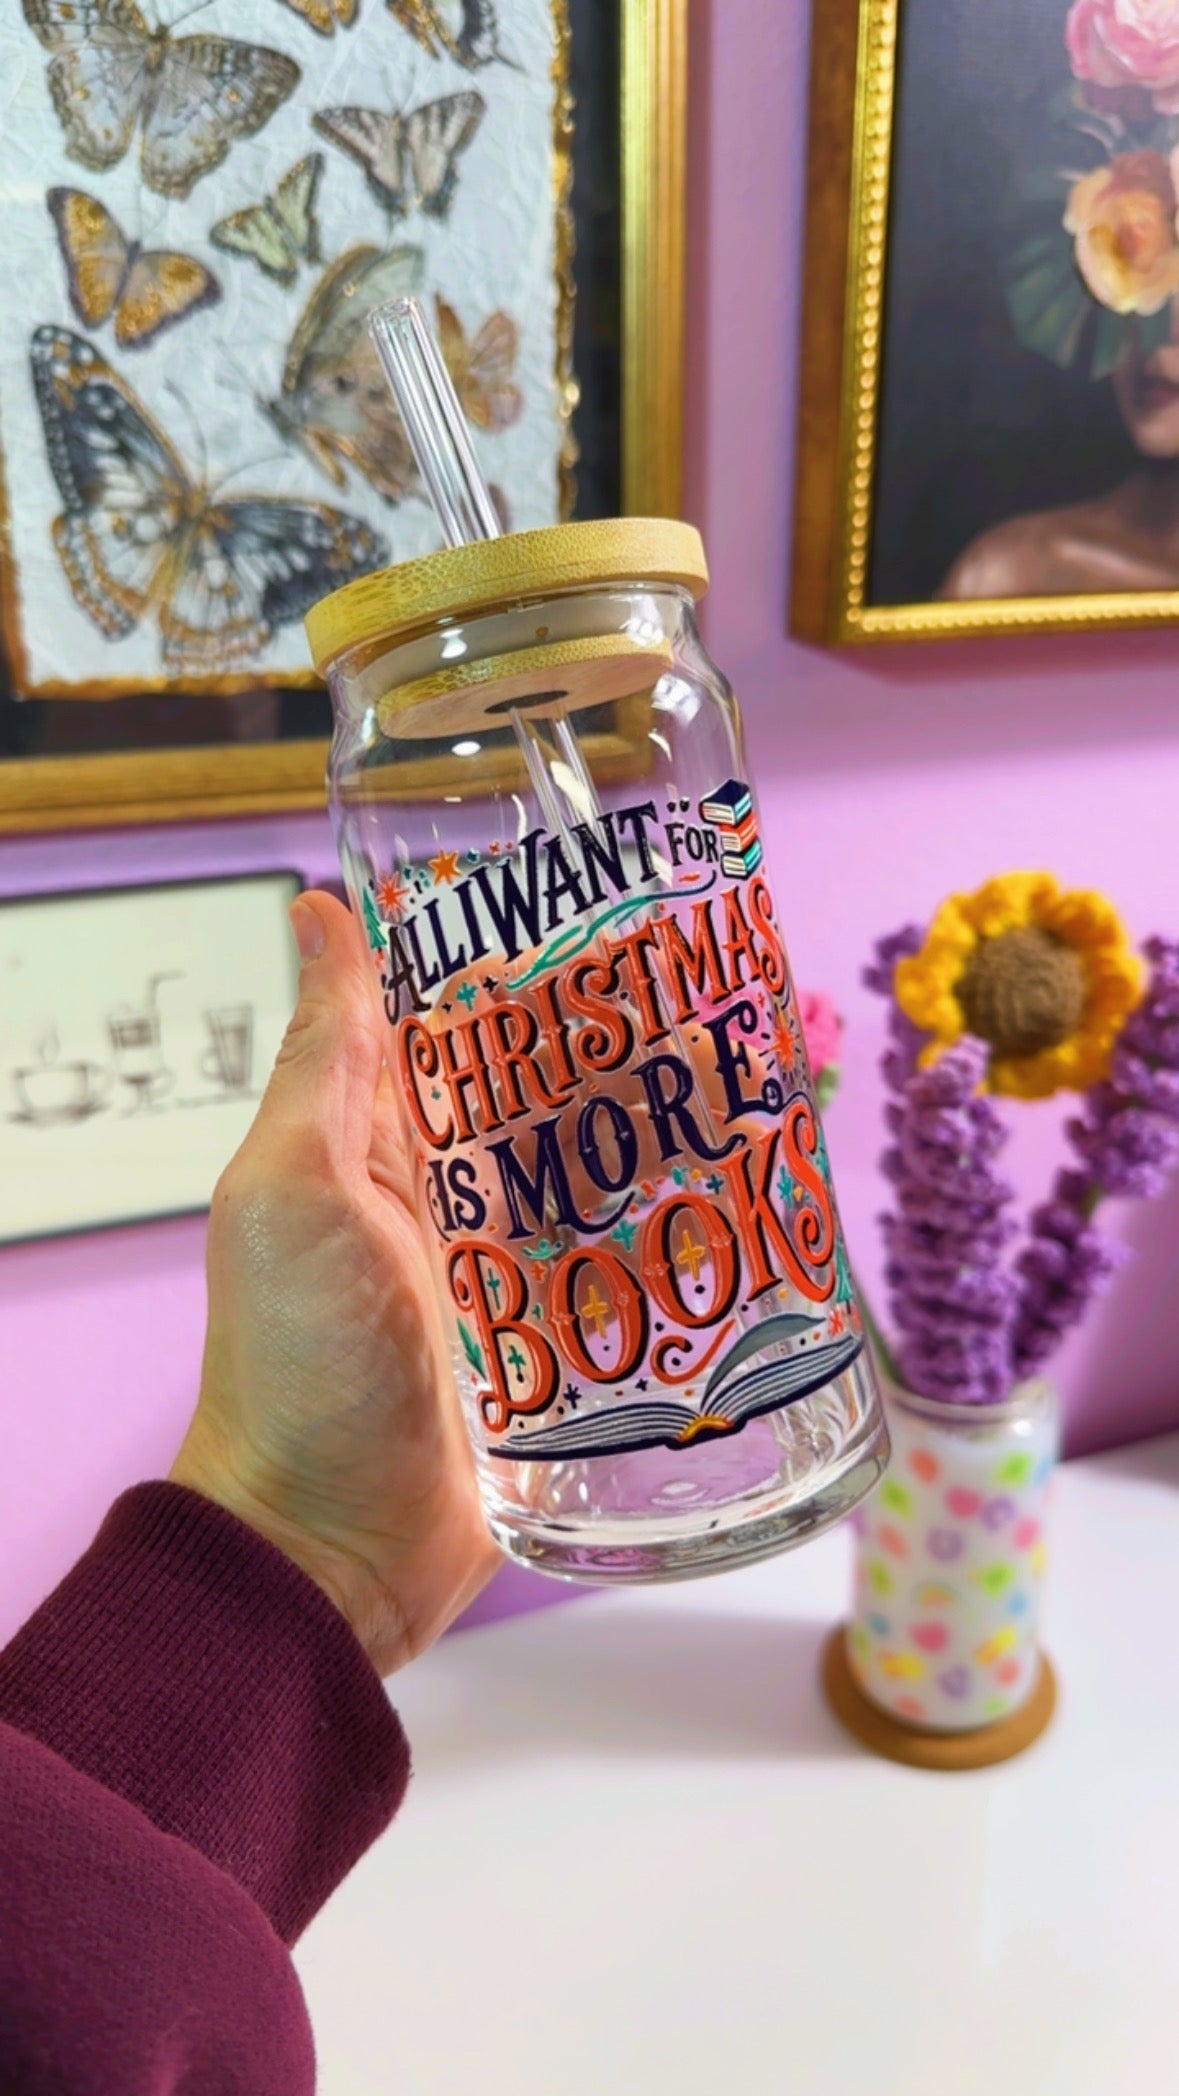 ALL I WANT FOR
CHRISTMAS
IS MORE
BOOKS